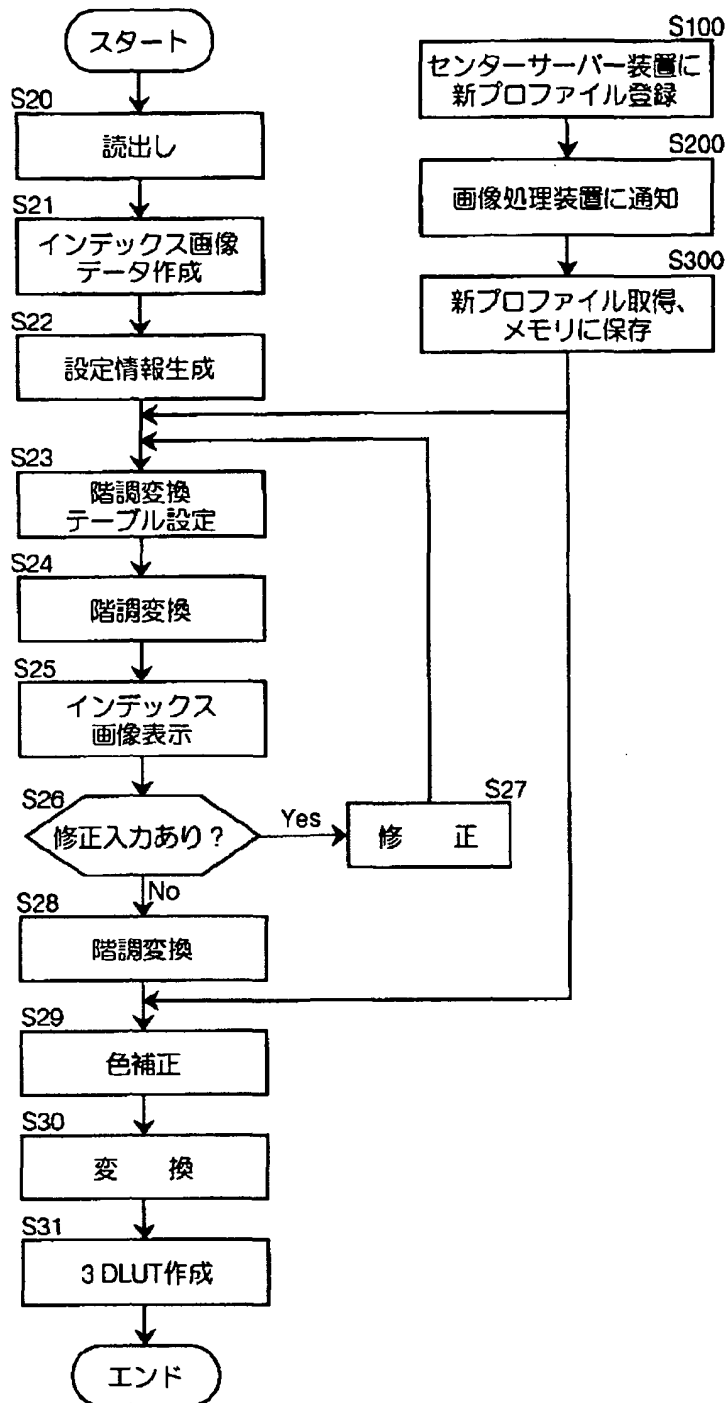 スタート
S20
読出し
S21
インデックス画像
データ作成
S22
設定情報生成
S23
階調変換
テーブル設定
S24
階調変換
S25
インデックス
画像表示
S26
修正入力あり?
Yes
S27
修 正
No
S28
階調変換
S29
色補正
S30
変 換
S31
3DLUT作成
エンド
S100
センターサーバー装置に
新プロファイル登録
S200
画像処理装置に通知
S300
新プロファイル取得、
メモリに保存